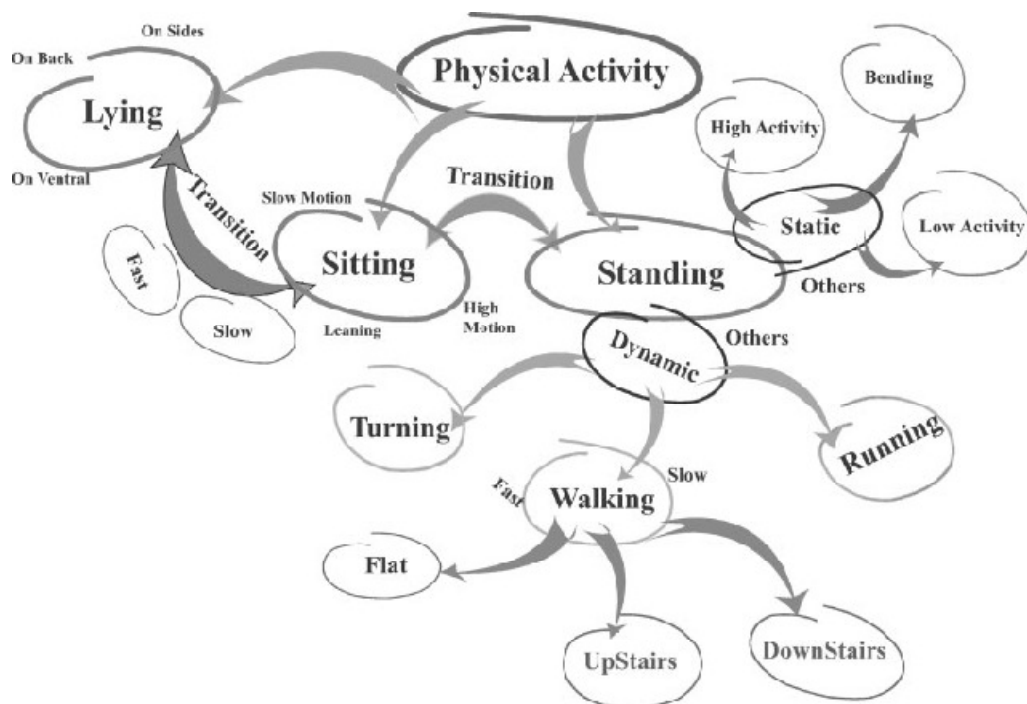 On Sides
On Back
Physical Activity
Lying
On Ventral
Transition
Fast
Slow
Slow Motion
Sitting
Leaning
High
Motion
Transition
Standing
High Activity
Bending
Static
Low Activity
Others
Others
Dynamic
Turning
Running
Fast
Walking
Slow
Flat
UpStairs
DownStairs